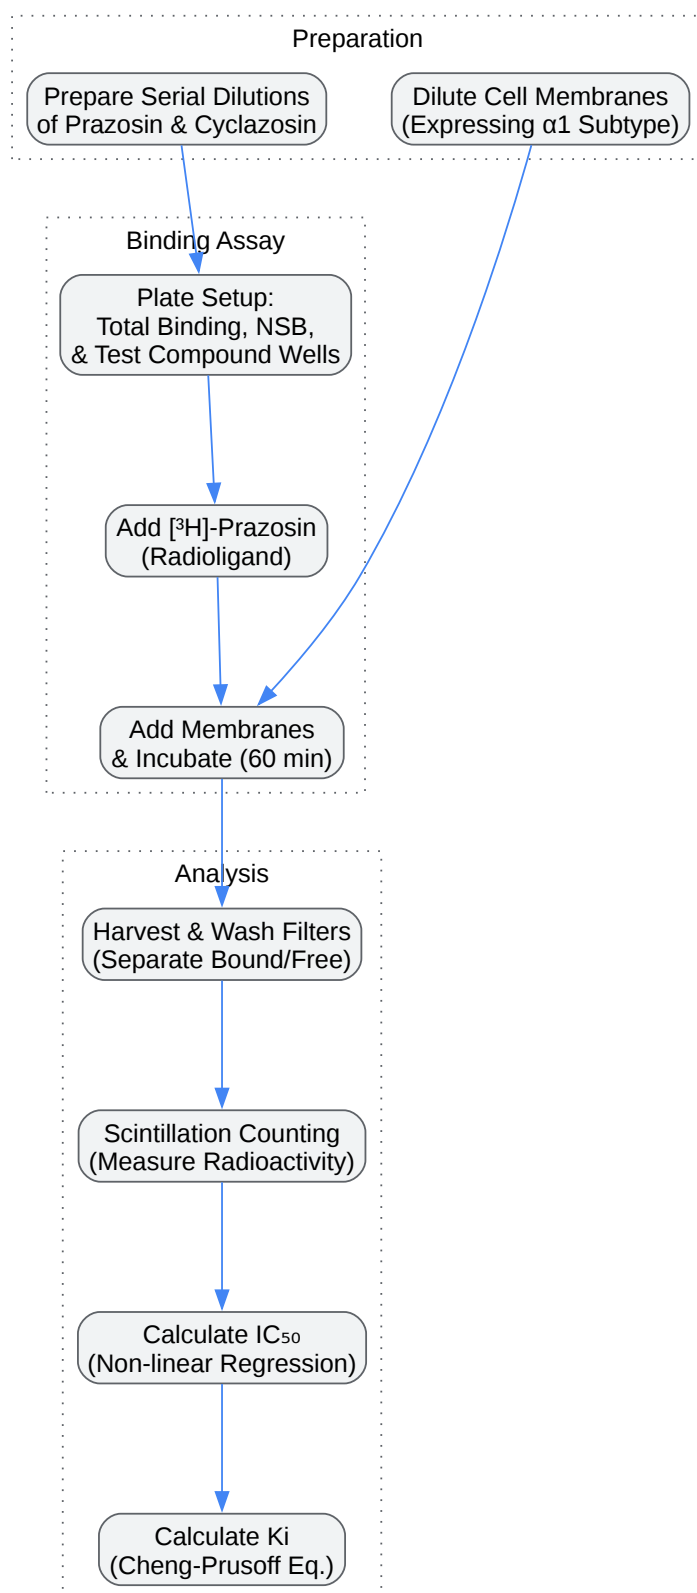 Preparation
Prepare Serial Dilutions
of Prazosin & Cyclazosin
Dilute Cell Membranes
(Expressing α1 Subtype)
Binding Assay
Plate Setup:
Total Binding, NSB,
& Test Compound Wells
Add [³H]-Prazosin
(Radioligand)
Add Membranes
& Incubate (60 min)
Analysis
Harvest & Wash Filters
(Separate Bound/Free)
Scintillation Counting
(Measure Radioactivity)
Calculate IC₅₀
(Non-linear Regression)
Calculate Ki
(Cheng-Prusoff Eq.)